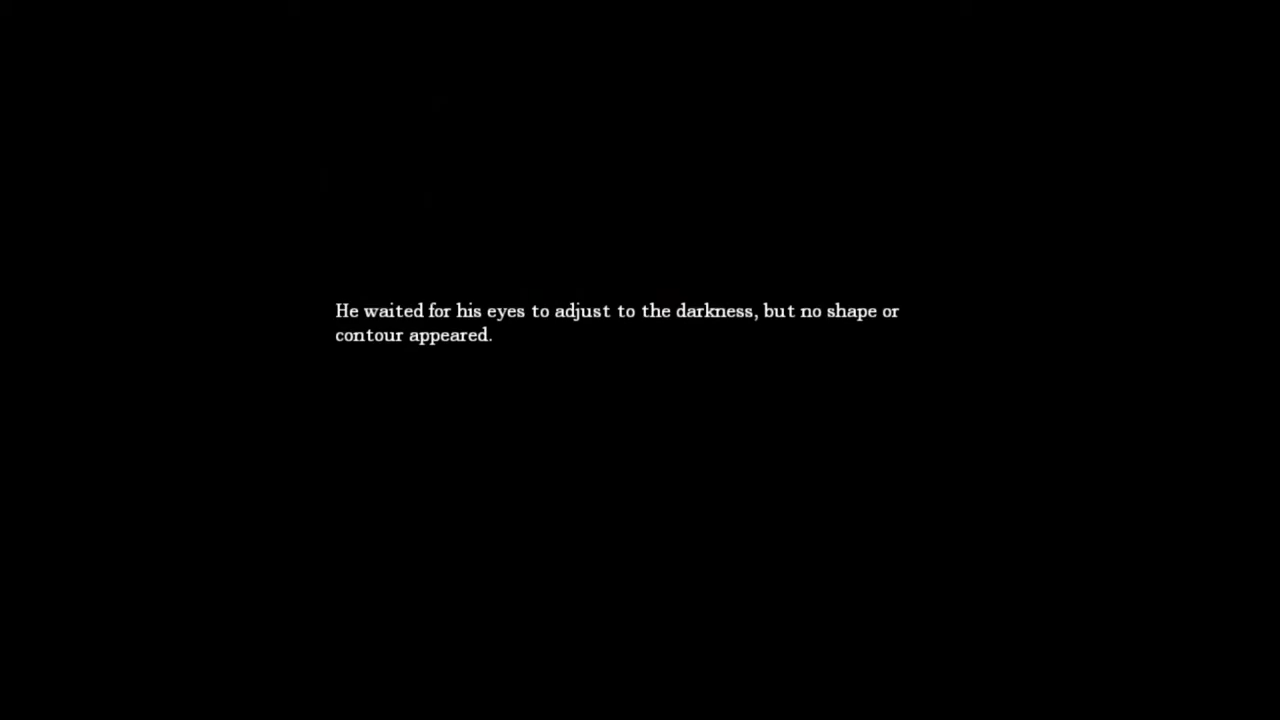 He waited for his eyes to adjust to the darkness, but no shape or
contour appeared.